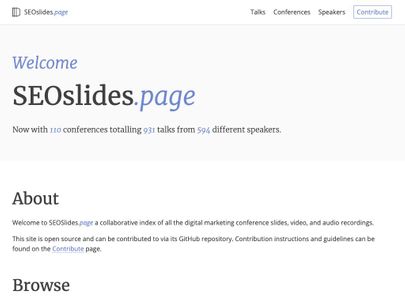 SEOslides.page
Talks Conferences Speakers Contribute
Welcome
SEOslides.page
Now with 110 conferences totalling 931 talks from 594 different speakers.
About
Welcome to SEOSlides.page a collaborative index of all the digital marketing conference slides, video, and audio recordings.
This site is open source and can be contributed to via its GitHub repository. Contribution instructions and guidelines can be
found on the Contribute page.
Browse